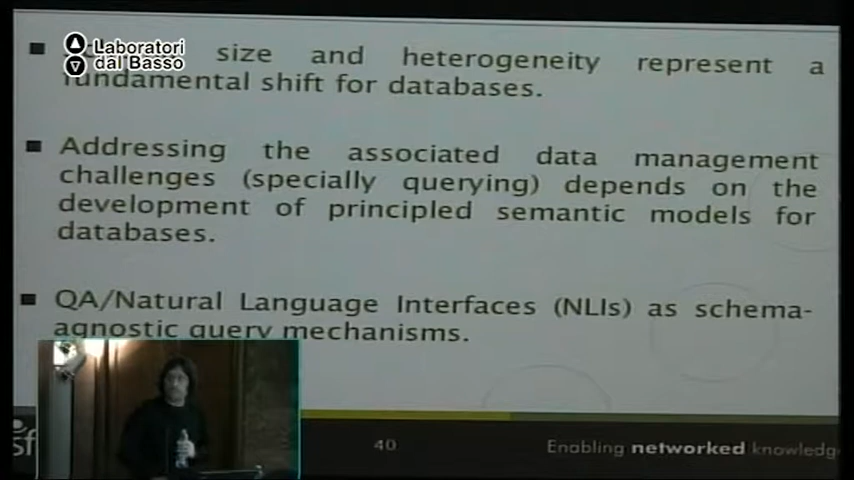 Laboratori
dal Basso
size and heterogeneity represent a
fundamental shift for databases.
Addressing the associated data management
challenges (specially querying) depends on the
development of principled semantic models for
databases.
QA/Natural Language Interfaces (NLIs) as schema-
agnostic query mechanisms.
sf
40
Enabling networked knowledg